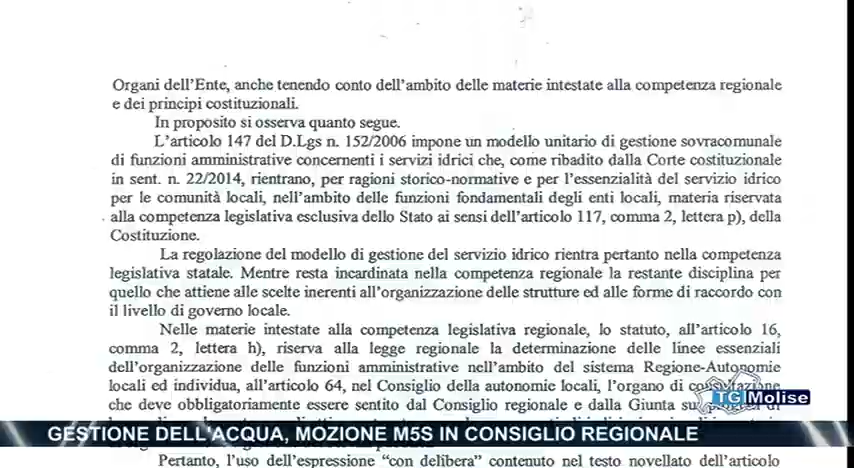 Organi dell'Ente, anche tenendo conto dell'ambito delle materie intestate alla competenza regionale
e dei principi costituzionali.
In proposito si osserva quanto segue.
L'articolo 147 del D.Lgs n. 152/2006 impone un modello unitario di gestione sovracomunale
di funzioni amministrative concernenti i servizi idrici che, come ribadito dalla Corte costituzionale
in sent. n. 22/2014, rientrano, per ragioni storico-normative e per l'essenzialità del servizio idrico
per le comunità locali, nell'ambito delle funzioni fondamentali degli enti locali, materia riservata
alla competenza legislativa esclusiva dello Stato ai sensi dell'articolo 117, comma 2, lettera p), della
Costituzione.
La regolazione del modello di gestione del servizio idrico rientra pertanto nella competenza
legislativa statale. Mentre resta incardinata nella competenza regionale la restante disciplina per
quello che attiene alle scelte inerenti all'organizzazione delle strutture ed alle forme di raccordo con
il livello di governo locale.
Nelle materie intestate alla competenza legislativa regionale, lo statuto, all'articolo 16,
comma 2, lettera h), riserva alla legge regionale la determinazione delle linee essenziali
dell'organizzazione delle funzioni amministrative nell'ambito del sistema Regione-Autonomie
locali ed individua, all'articolo 64, nel Consiglio della autonomie locali, l'organo di consultazione
che deve obbligatoriamente essere sentito dal Consiglio regionale e dalla Giunta
TG Molise
GESTIONE DELL'ACQUA, MOZIONE M5S IN CONSIGLIO REGIONALE
Pertanto, l'uso dell'espressione "con delibera" contenuto nel testo novellato dell'articolo